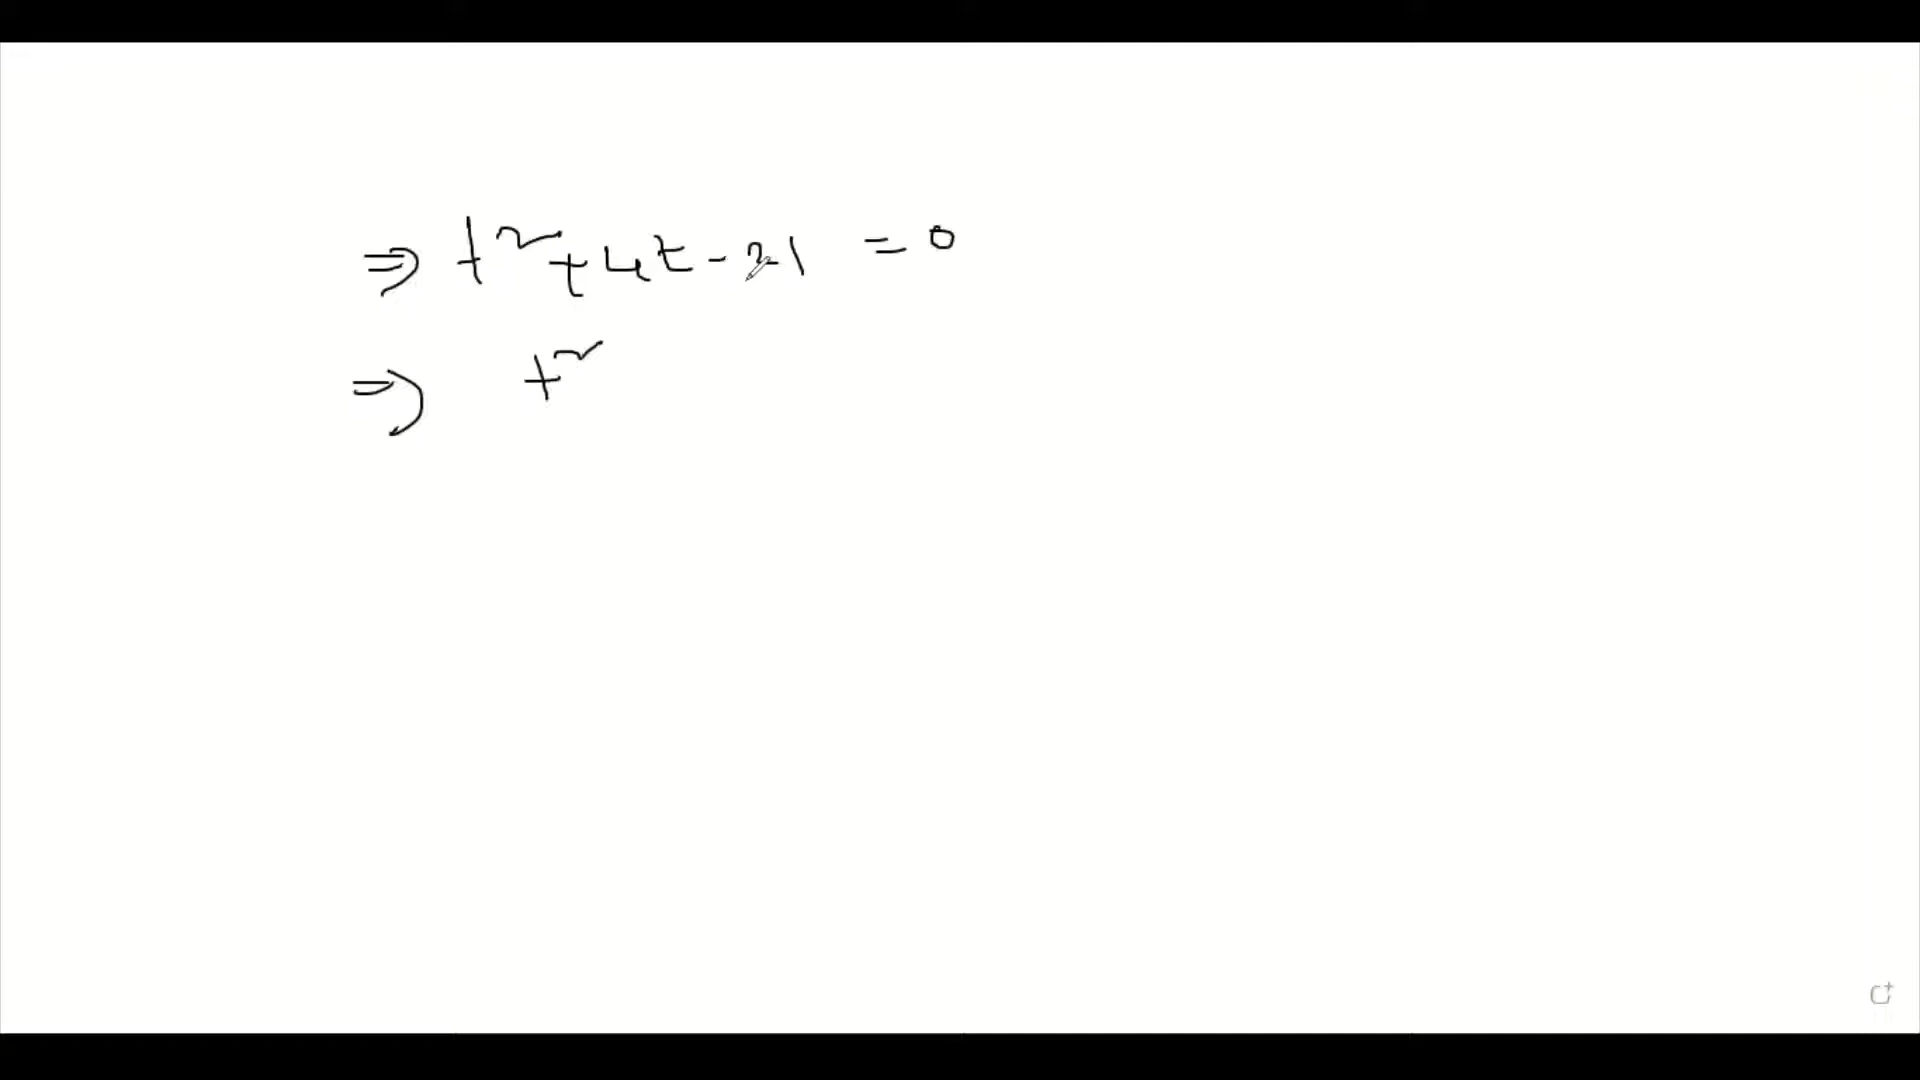 ⇒ t² + 4t - 21 = 0
⇒ t²